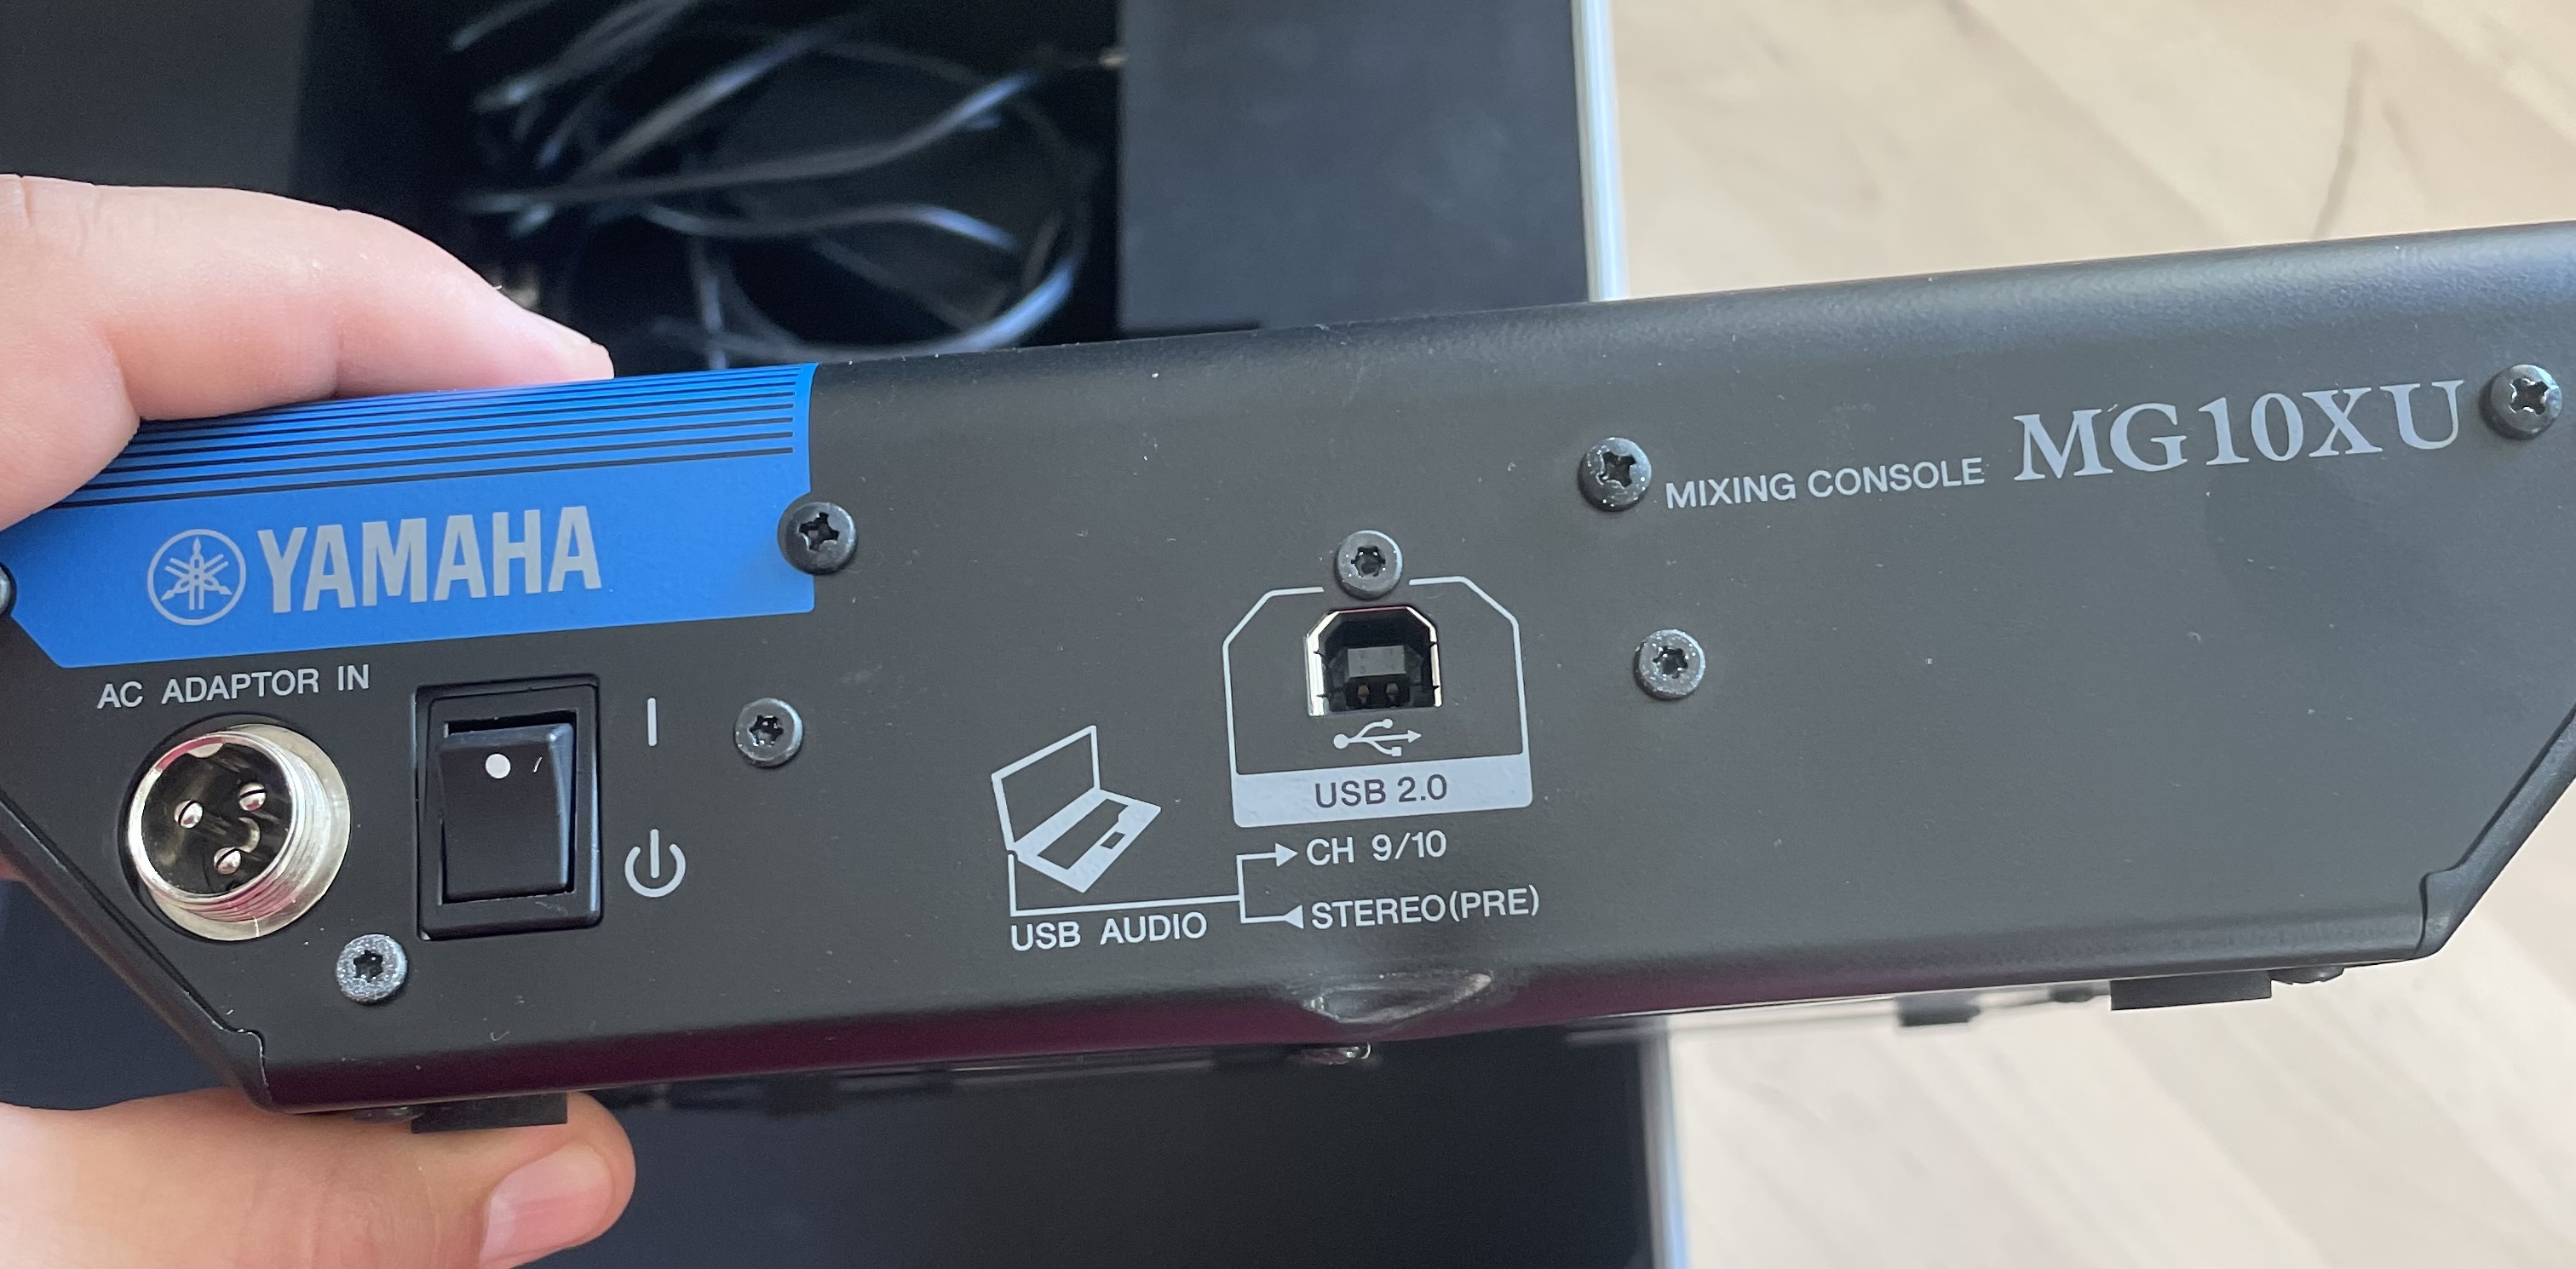 YAMAHA
MIXING CONSOLE MG10XU
AC ADAPTOR IN
USB 2.0
CH 9/10
STEREO(PRE)
USB AUDIO